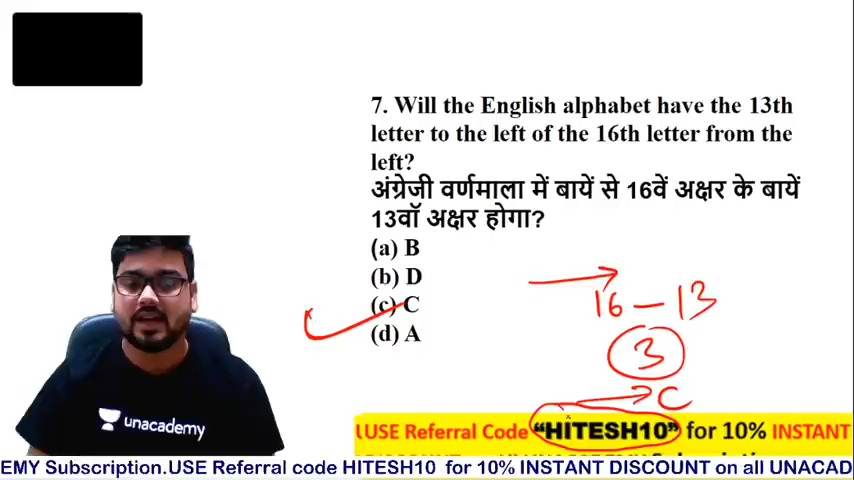 7. Will the English alphabet have the 13th
letter to the left of the 16th letter from the
left?
अंग्रेजी वर्णमाला में बायें से 16वें अक्षर के बायें
13वॉ अक्षर होगा?
(a) B
(b) D
(c) C
(d) A
16 - 13
3
C
unacademy
USE Referral Code "HITESH10" for 10% INSTANT
EMY Subscription.USE Referral code HITESH10 for 10% INSTANT DISCOUNT on all UNACAD